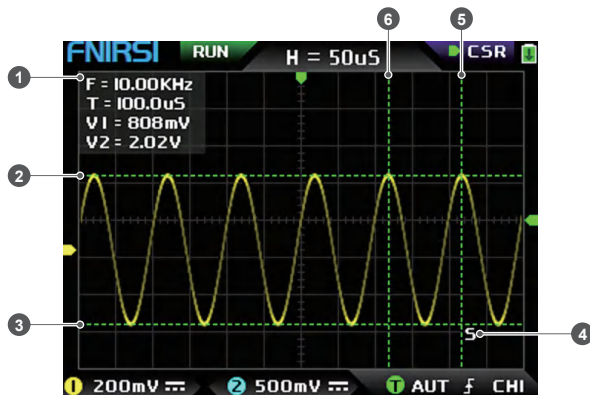 6 5
FNIRSI RUN H = 50uS CSR
1
F = 10.00KHz
T = 100.0uS
V1 = 808mV
V2 = 2.02V
2
3
S 4
1 200mV 2 500mV T AUT CH1